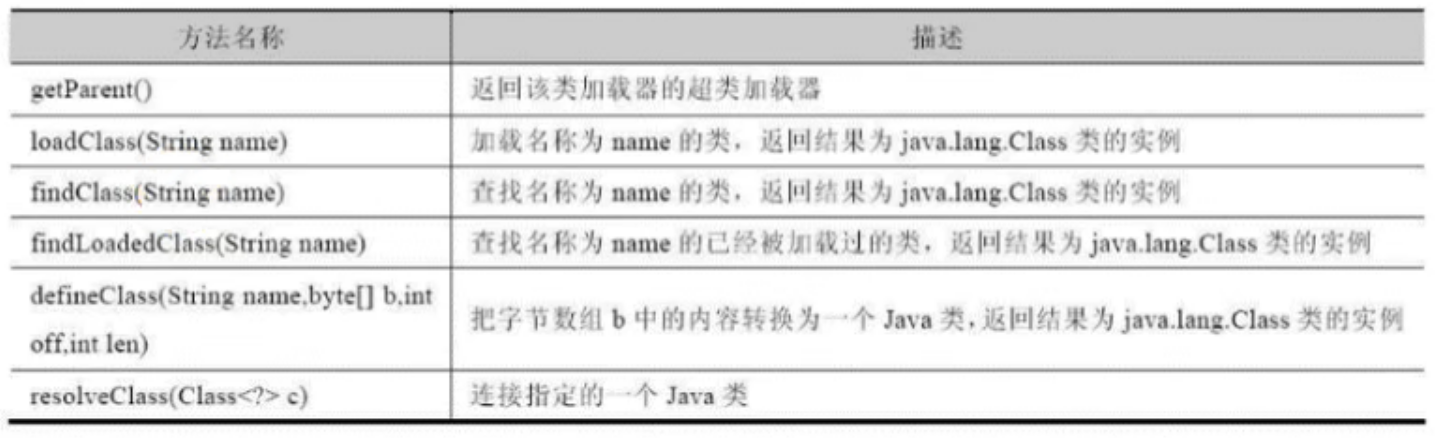 方法名称 描述
getParent() 返回该类加载器的超类加载器
loadClass(String name) 加载名称为 name 的类，返回结果为 java.lang.Class 类的实例
findClass(String name) 查找名称为 name 的类，返回结果为 java.lang.Class 类的实例
findLoadedClass(String name) 查找名称为 name 的已经被加载过的类，返回结果为 java.lang.Class 类的实例
defineClass(String name,byte[] b,int
off,int len) 把字节数组 b 中的内容转换为一个 Java 类，返回结果为 java.lang.Class 类的实例
resolveClass(Class<?> c) 连接指定的一个 Java 类